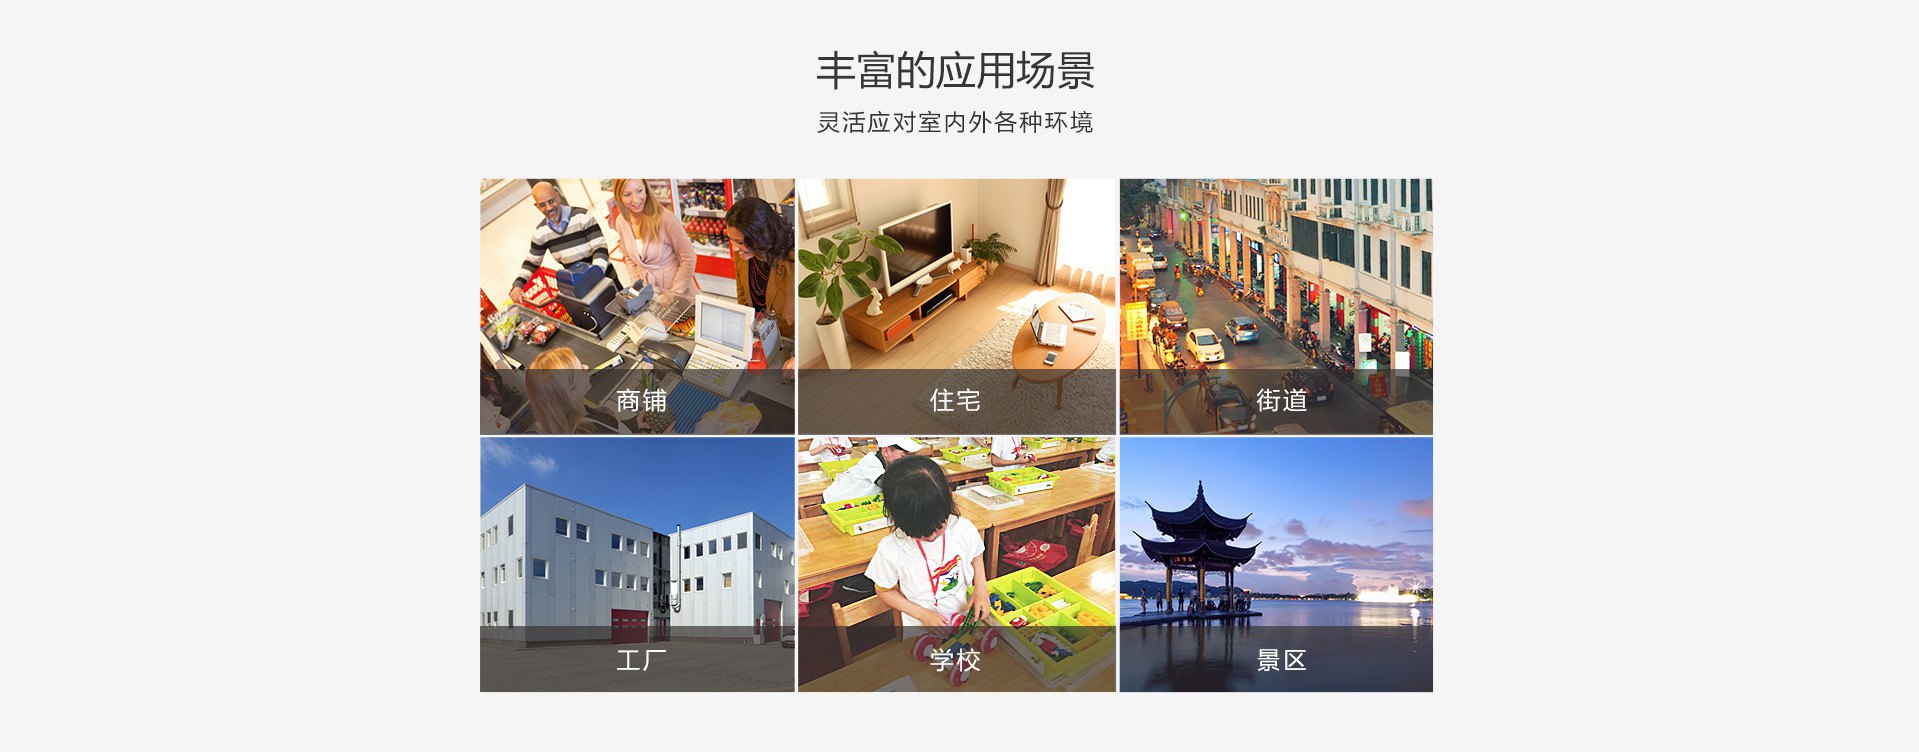 丰富的应用场景
灵活应对室内外各种环境
商铺
住宅
街道
工厂
学校
景区